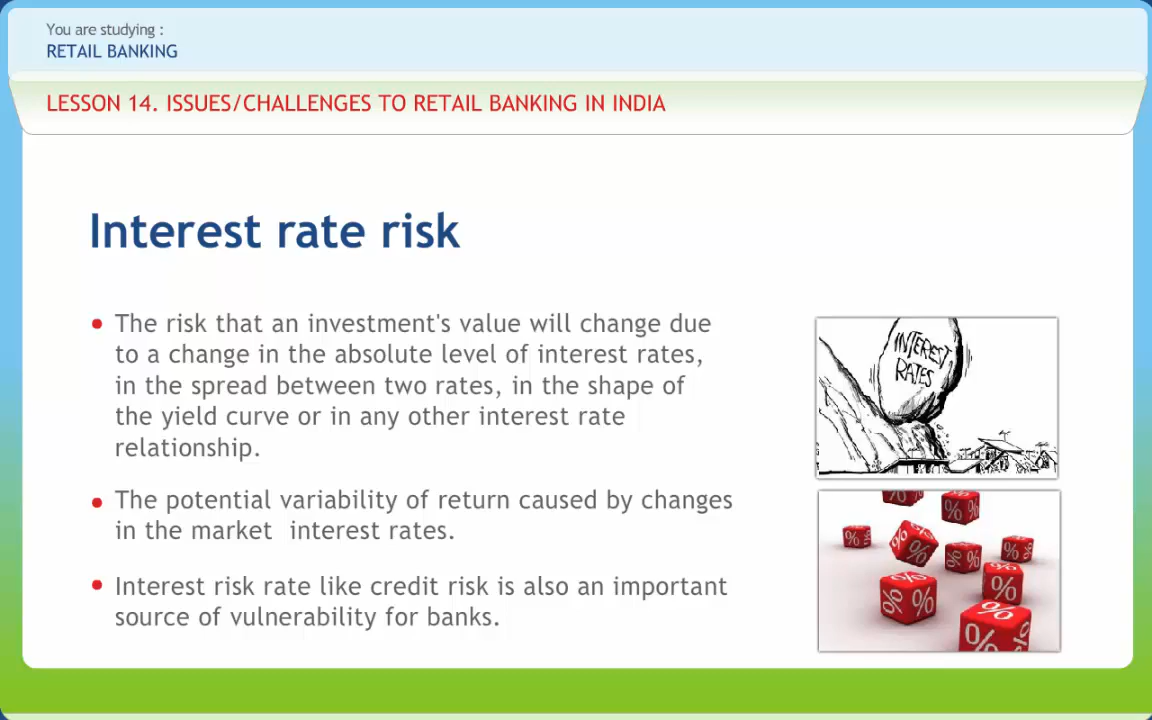 You are studying :
RETAIL BANKING
LESSON 14. ISSUES/CHALLENGES TO RETAIL BANKING IN INDIA
Interest rate risk
• The risk that an investment's value will change due
to a change in the absolute level of interest rates,
in the spread between two rates, in the shape of
the yield curve or in any other interest rate
relationship.
• The potential variability of return caused by changes
in the market  interest rates.
• Interest risk rate like credit risk is also an important
source of vulnerability for banks.
INTEREST
RATES
% %
% %
% %
%
%
% %
%
% %
%
%
% % %
%
% %